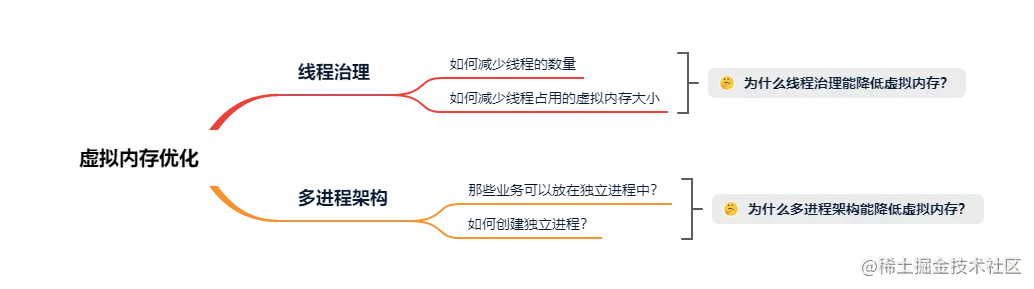 虚拟内存优化
线程治理
如何减少线程的数量
如何减少线程占用的虚拟内存大小
为什么线程治理能降低虚拟内存？
多进程架构
那些业务可以放在独立进程中？
如何创建独立进程？
为什么多进程架构能降低虚拟内存？
@稀土掘金技术社区